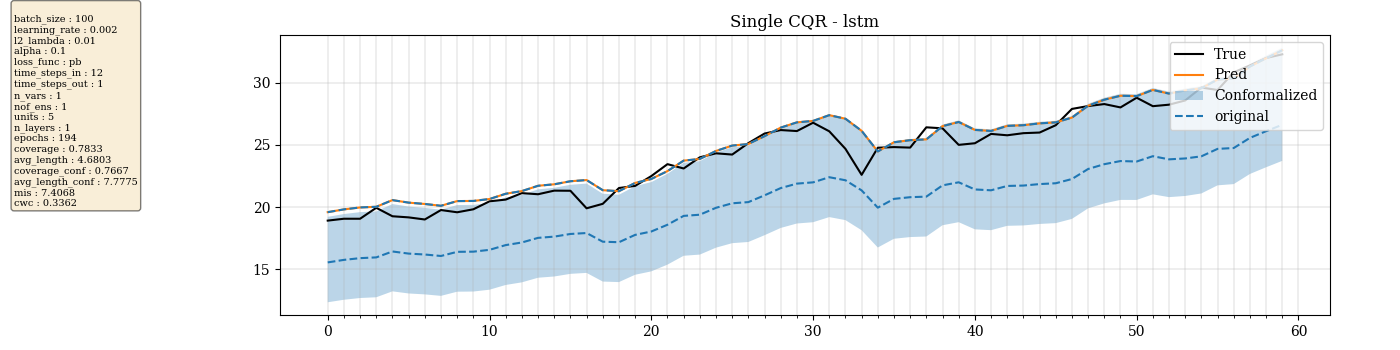 batch_size : 100
learning_rate : 0.002
l2_lambda : 0.01
alpha : 0.1
loss_func : pb
time_steps_in : 12
time_steps_out : 1
n_vars : 1
nof_ens : 1
units : 5
n_layers : 1
epochs : 194
coverage : 0.7833
avg_length : 4.6803
coverage_conf : 0.7667
avg_length_conf : 7.7775
mis : 7.4068
cwc : 0.3362
Single CQR - lstm
True
Pred
Conformalized
original
30
25
20
15
0 10 20 30 40 50 60